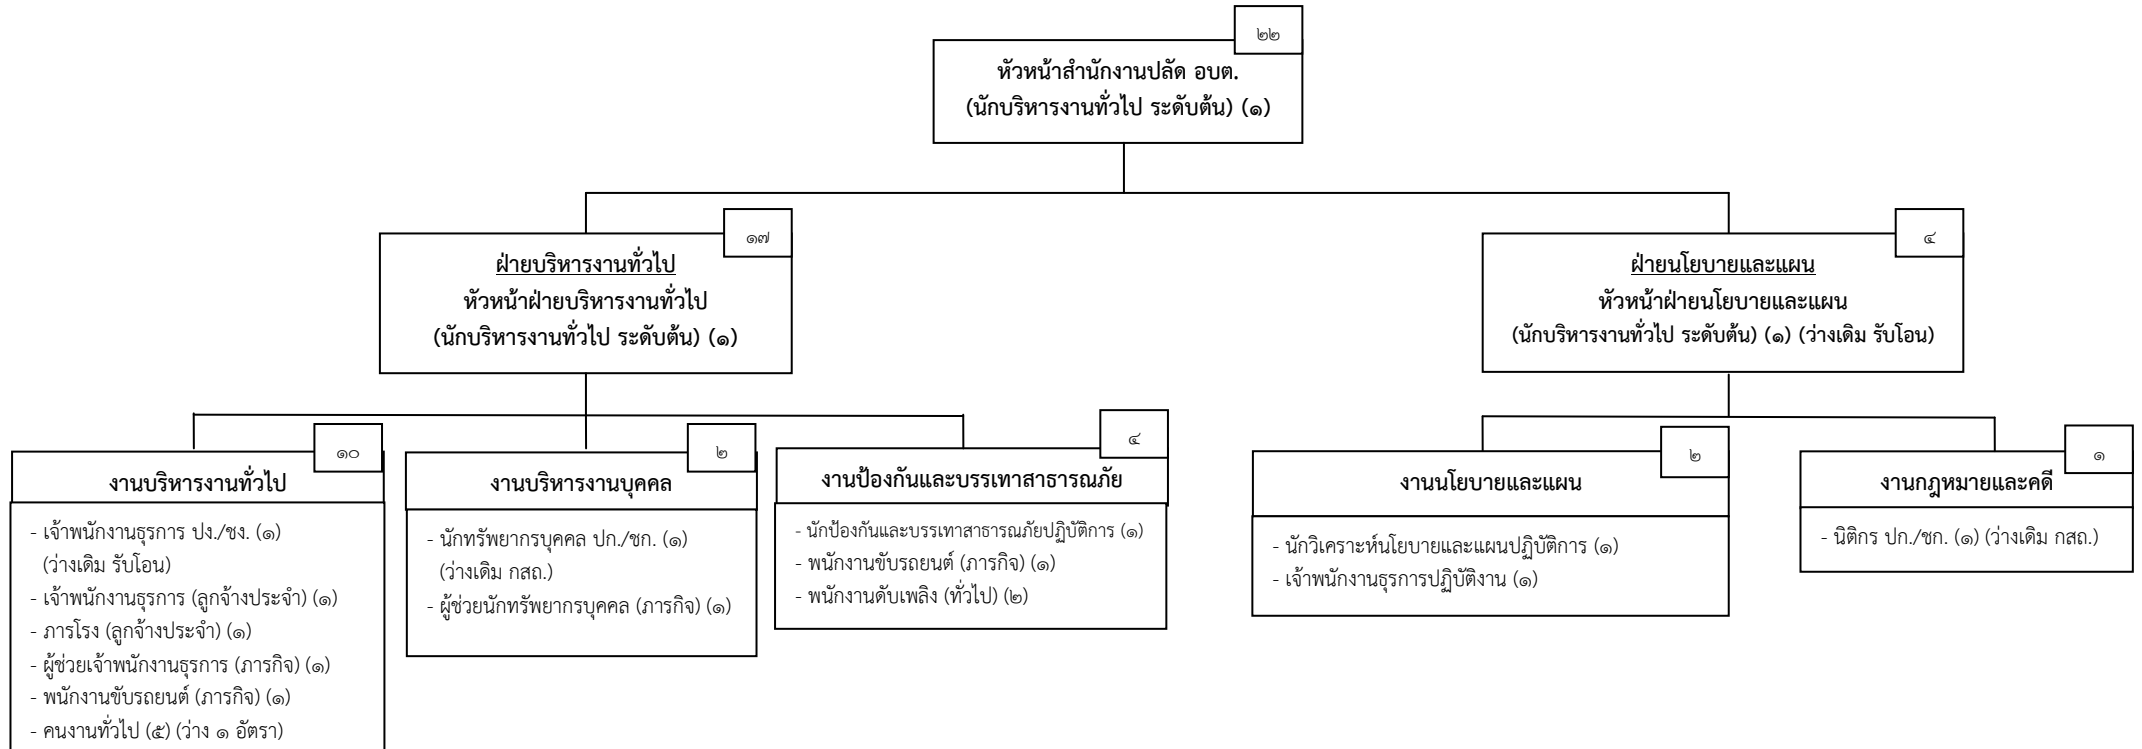 ๒๒
หัวหน้าสำนักงานปลัด อบต.
(นักบริหารงานทั่วไป ระดับต้น) (๑)
๑๗
ฝ่ายบริหารงานทั่วไป
หัวหน้าฝ่ายบริหารงานทั่วไป
(นักบริหารงานทั่วไป ระดับต้น) (๑)
๔
ฝ่ายนโยบายและแผน
หัวหน้าฝ่ายนโยบายและแผน
(นักบริหารงานทั่วไป ระดับต้น) (๑) (ว่างเดิม รับโอน)
๑๐
งานบริหารงานทั่วไป
- เจ้าพนักงานธุรการ ปง./ชง. (๑)
(ว่างเดิม รับโอน)
- เจ้าพนักงานธุรการ (ลูกจ้างประจำ) (๑)
- ภารโรง (ลูกจ้างประจำ) (๑)
- ผู้ช่วยเจ้าพนักงานธุรการ (ภารกิจ) (๑)
- พนักงานขับรถยนต์ (ภารกิจ) (๑)
- คนงานทั่วไป (๕) (ว่าง ๑ อัตรา)
๒
งานบริหารงานบุคคล
- นักทรัพยากรบุคคล ปก./ชก. (๑)
(ว่างเดิม กสถ.)
- ผู้ช่วยนักทรัพยากรบุคคล (ภารกิจ) (๑)
๔
งานป้องกันและบรรเทาสาธารณภัย
- นักป้องกันและบรรเทาสาธารณภัยปฏิบัติการ (๑)
- พนักงานขับรถยนต์ (ภารกิจ) (๑)
- พนักงานดับเพลิง (ทั่วไป) (๒)
๒
งานนโยบายและแผน
- นักวิเคราะห์นโยบายและแผนปฏิบัติการ (๑)
- เจ้าพนักงานธุรการปฏิบัติงาน (๑)
๑
งานกฎหมายและคดี
- นิติกร ปก./ชก. (๑) (ว่างเดิม กสถ.)